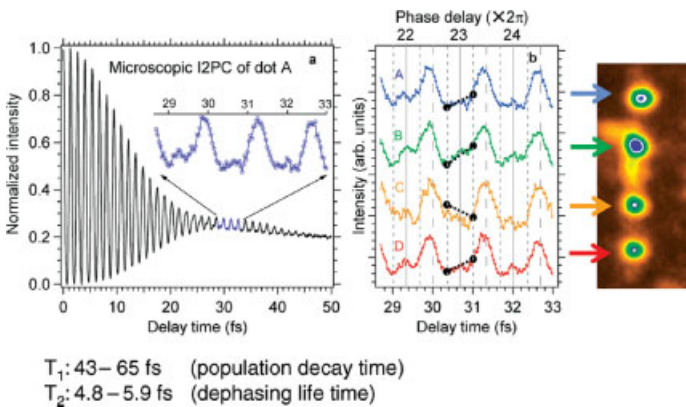 Phase delay (×2π)
22 23 24
1.0
0.8
0.6
0.4
0.2
0.0
Normalized intensity
Microscopic I2PC of dot A
a
29 30 31 32 33
0 10 20 30 40 50
Delay time (fs)
Intensity (arb. units)
b
A
B
C
D
29 30 31 32 33
Delay time (fs)
T1: 43–65 fs (population decay time)
T2: 4.8–5.9 fs (dephasing life time)